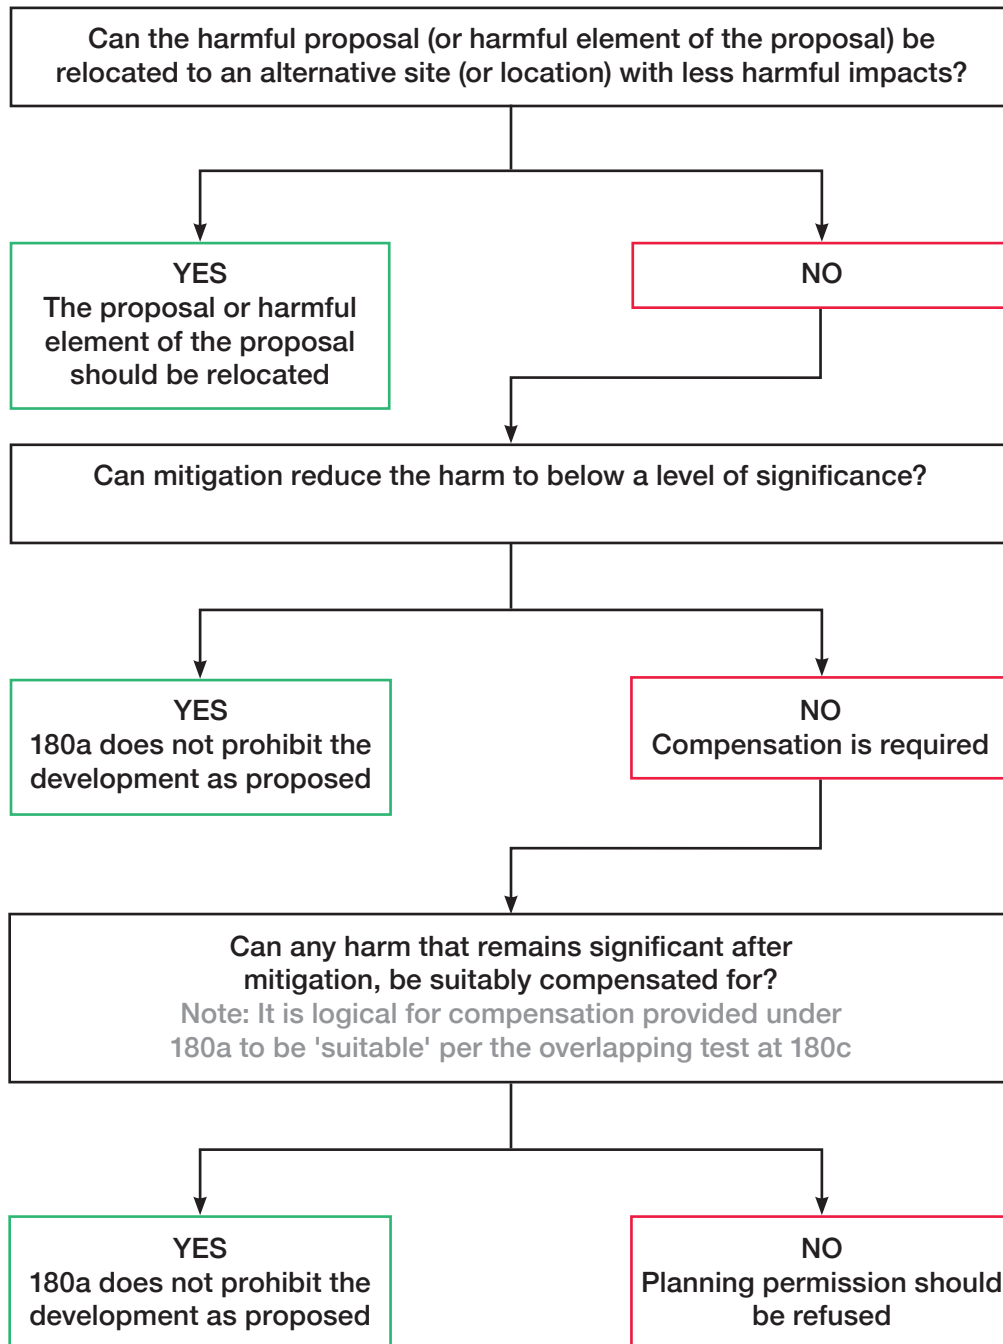 Can the harmful proposal (or harmful element of the proposal) be
relocated to an alternative site (or location) with less harmful impacts?
YES
The proposal or harmful
element of the proposal
should be relocated
NO
Can mitigation reduce the harm to below a level of significance?
YES
180a does not prohibit the
development as proposed
NO
Compensation is required
Can any harm that remains significant after
mitigation, be suitably compensated for?
Note: It is logical for compensation provided under
180a to be 'suitable' per the overlapping test at 180c
YES
180a does not prohibit the
development as proposed
NO
Planning permission should
be refused